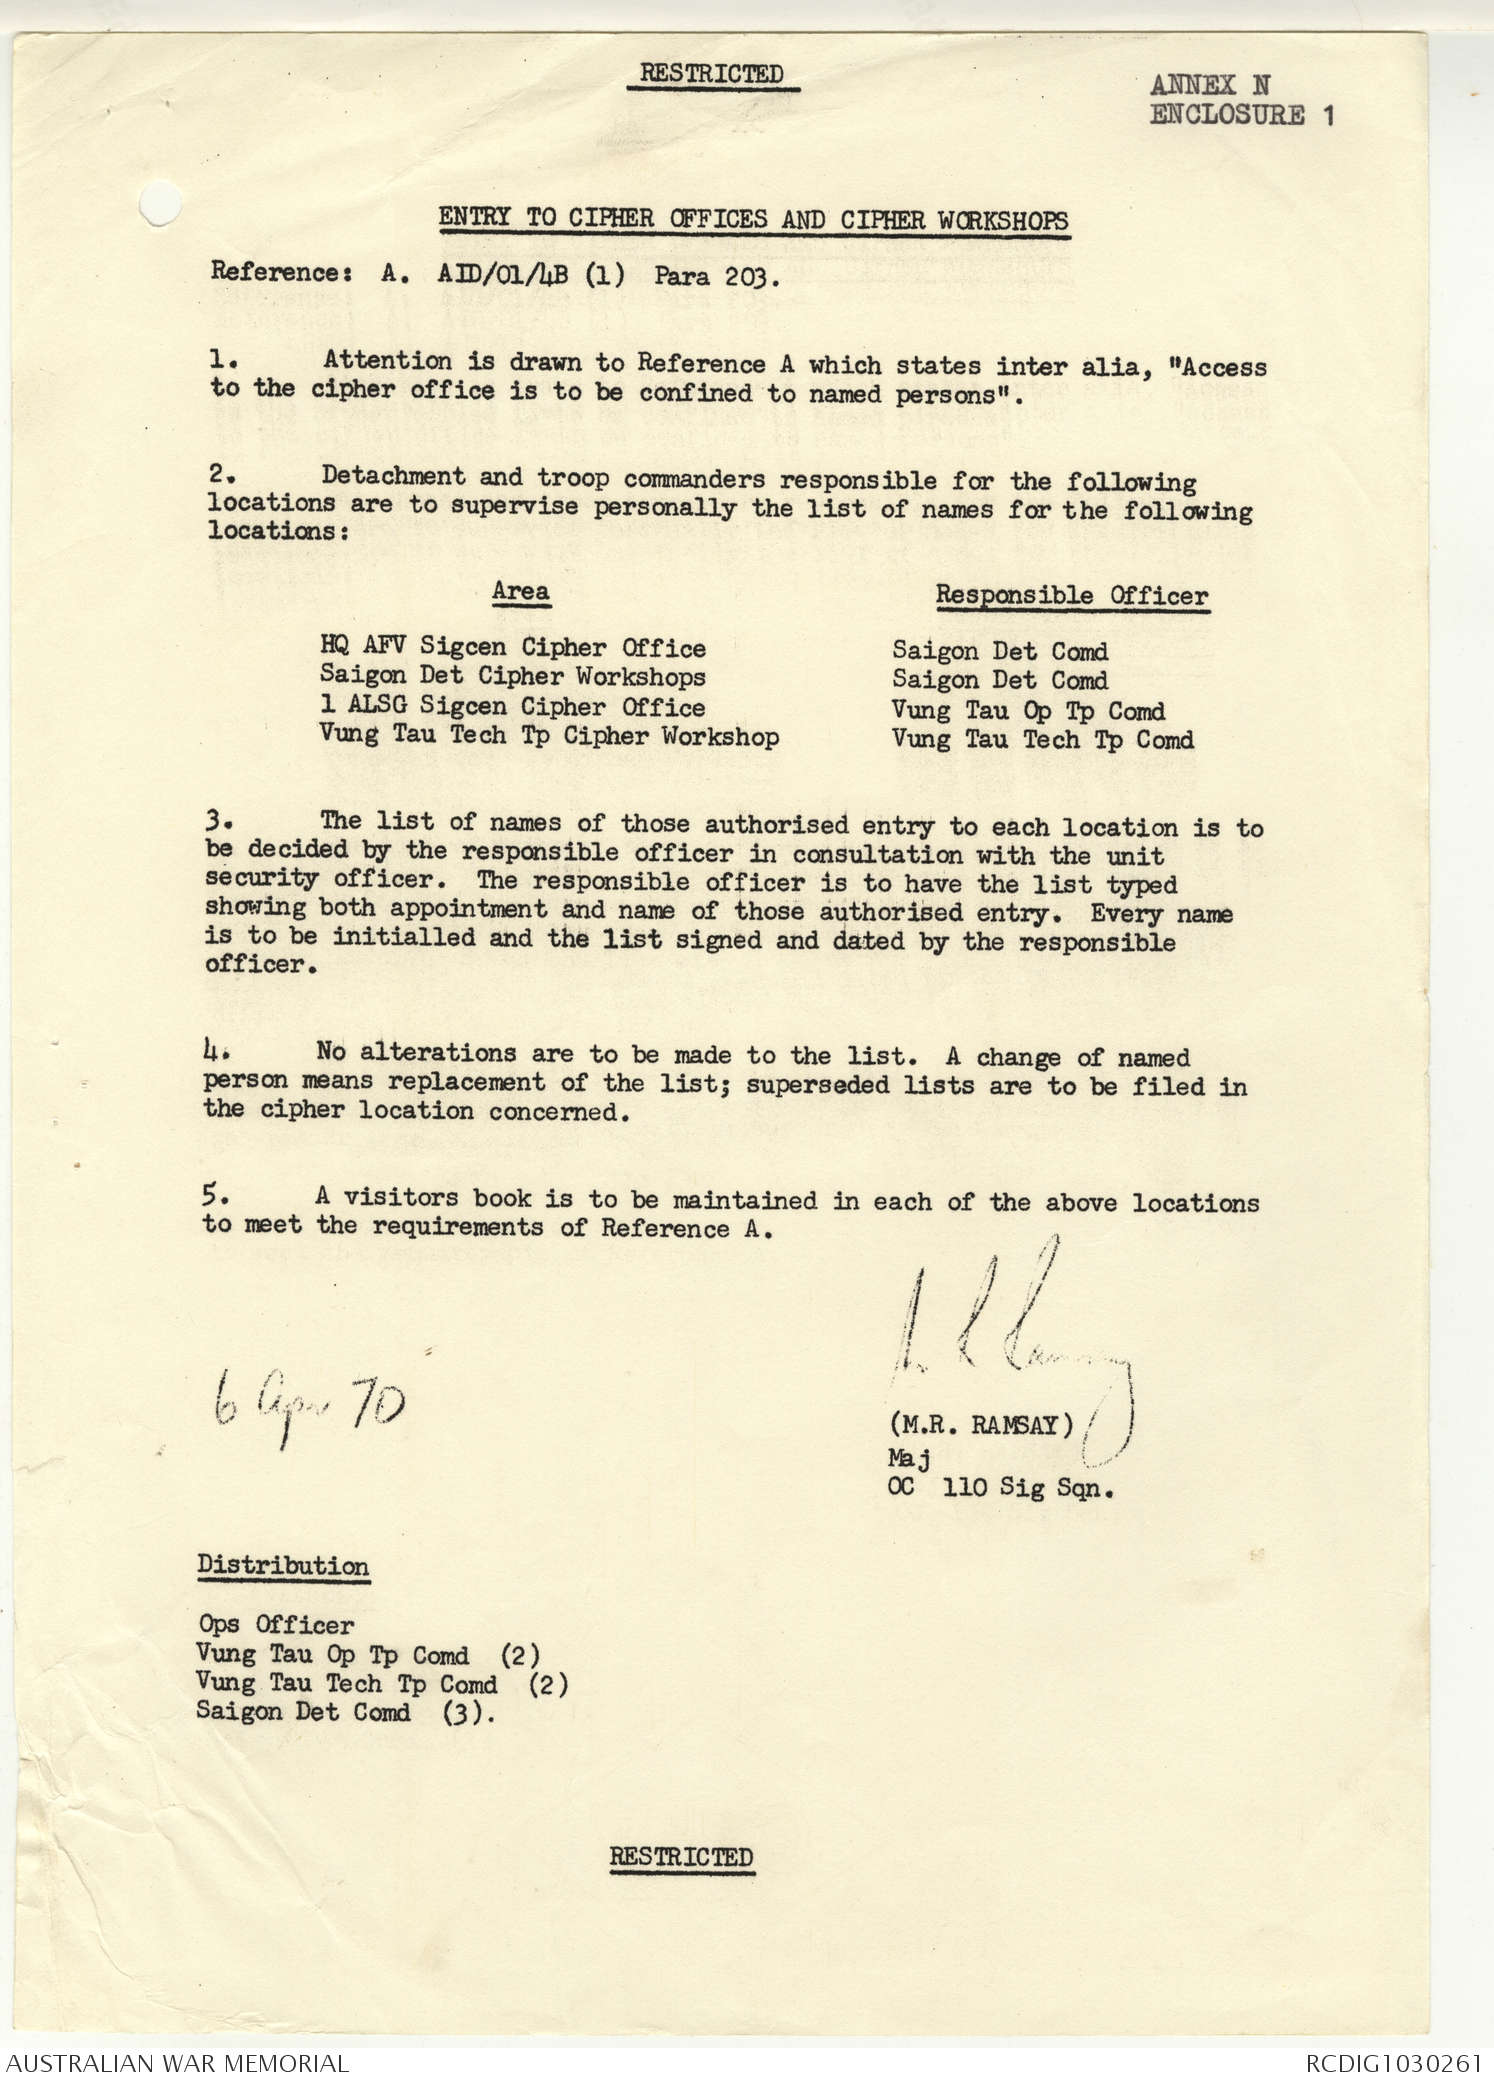 RESTRICTED
ANNEX N
ENCLOSURE 1
ENTRY TO CIPHER OFFICES AND CIPHER WORKSHOPS
Reference: A. AID/01/4B (1) Para 203.
1. Attention is drawn to Reference A which states inter alia, "Access
to the cipher office is to be confined to named persons".
2. Detachment and troop commanders responsible for the following
locations are to supervise personally the list of names for the following
locations:
Area Responsible Officer
HQ AFV Sigcen Cipher Office Saigon Det Comd
Saigon Det Cipher Workshops Saigon Det Comd
1 ALSG Sigcen Cipher Office Vung Tau Op Tp Comd
Vung Tau Tech Tp Cipher Workshop Vung Tau Tech Tp Comd
3. The list of names of those authorised entry to each location is to
be decided by the responsible officer in consultation with the unit
security officer. The responsible officer is to have the list typed
showing both appointment and name of those authorised entry. Every name
is to be initialled and the list signed and dated by the responsible
officer.
4. No alterations are to be made to the list. A change of named
person means replacement of the list; superseded lists are to be filed in
the cipher location concerned.
5. A visitors book is to be maintained in each of the above locations
to meet the requirements of Reference A.
M R Ramsay
6 Apr 70
(M.R. RAMSAY)
Maj
OC 110 Sig Sqn.
Distribution
Ops Officer
Vung Tau Op Tp Comd (2)
Vung Tau Tech Tp Comd (2)
Saigon Det Comd (3).
RESTRICTED
AUSTRALIAN WAR MEMORIAL
RCDIG1030261